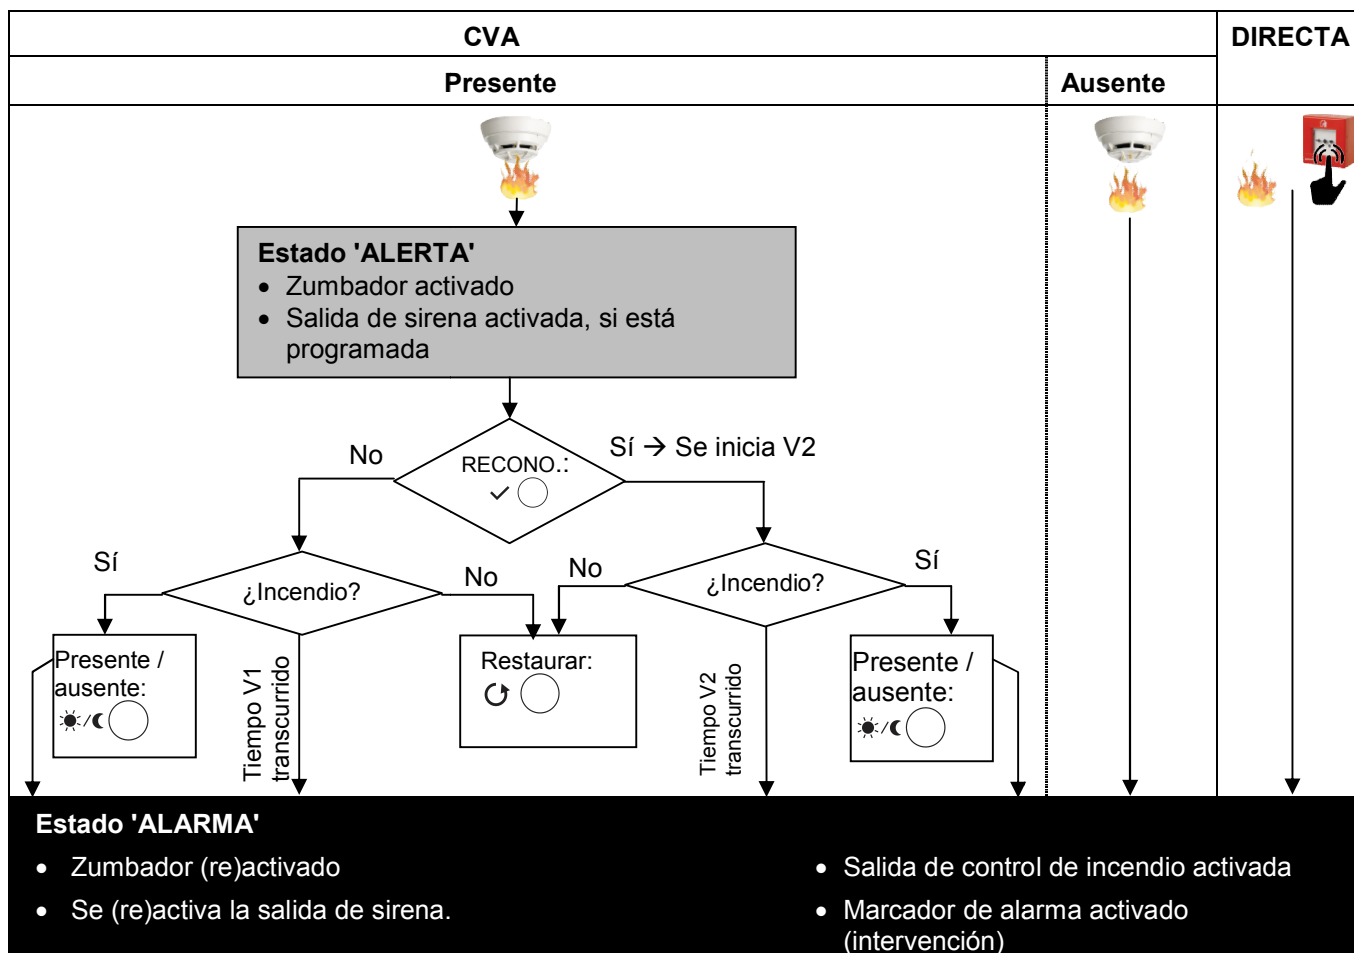 CVA
DIRECTA
Presente
Ausente
Estado 'ALERTA'
• Zumbador activado
• Salida de sirena activada, si está
programada
No
RECONO.:
Sí → Se inicia V2
Sí
¿Incendio?
No
No
¿Incendio?
Sí
Presente /
ausente:
Tiempo V1
transcurrido
Restaurar:
Tiempo V2
transcurrido
Presente /
ausente:
Estado 'ALARMA'
• Zumbador (re)activado
• Se (re)activa la salida de sirena.
• Salida de control de incendio activada
• Marcador de alarma activado
(intervención)